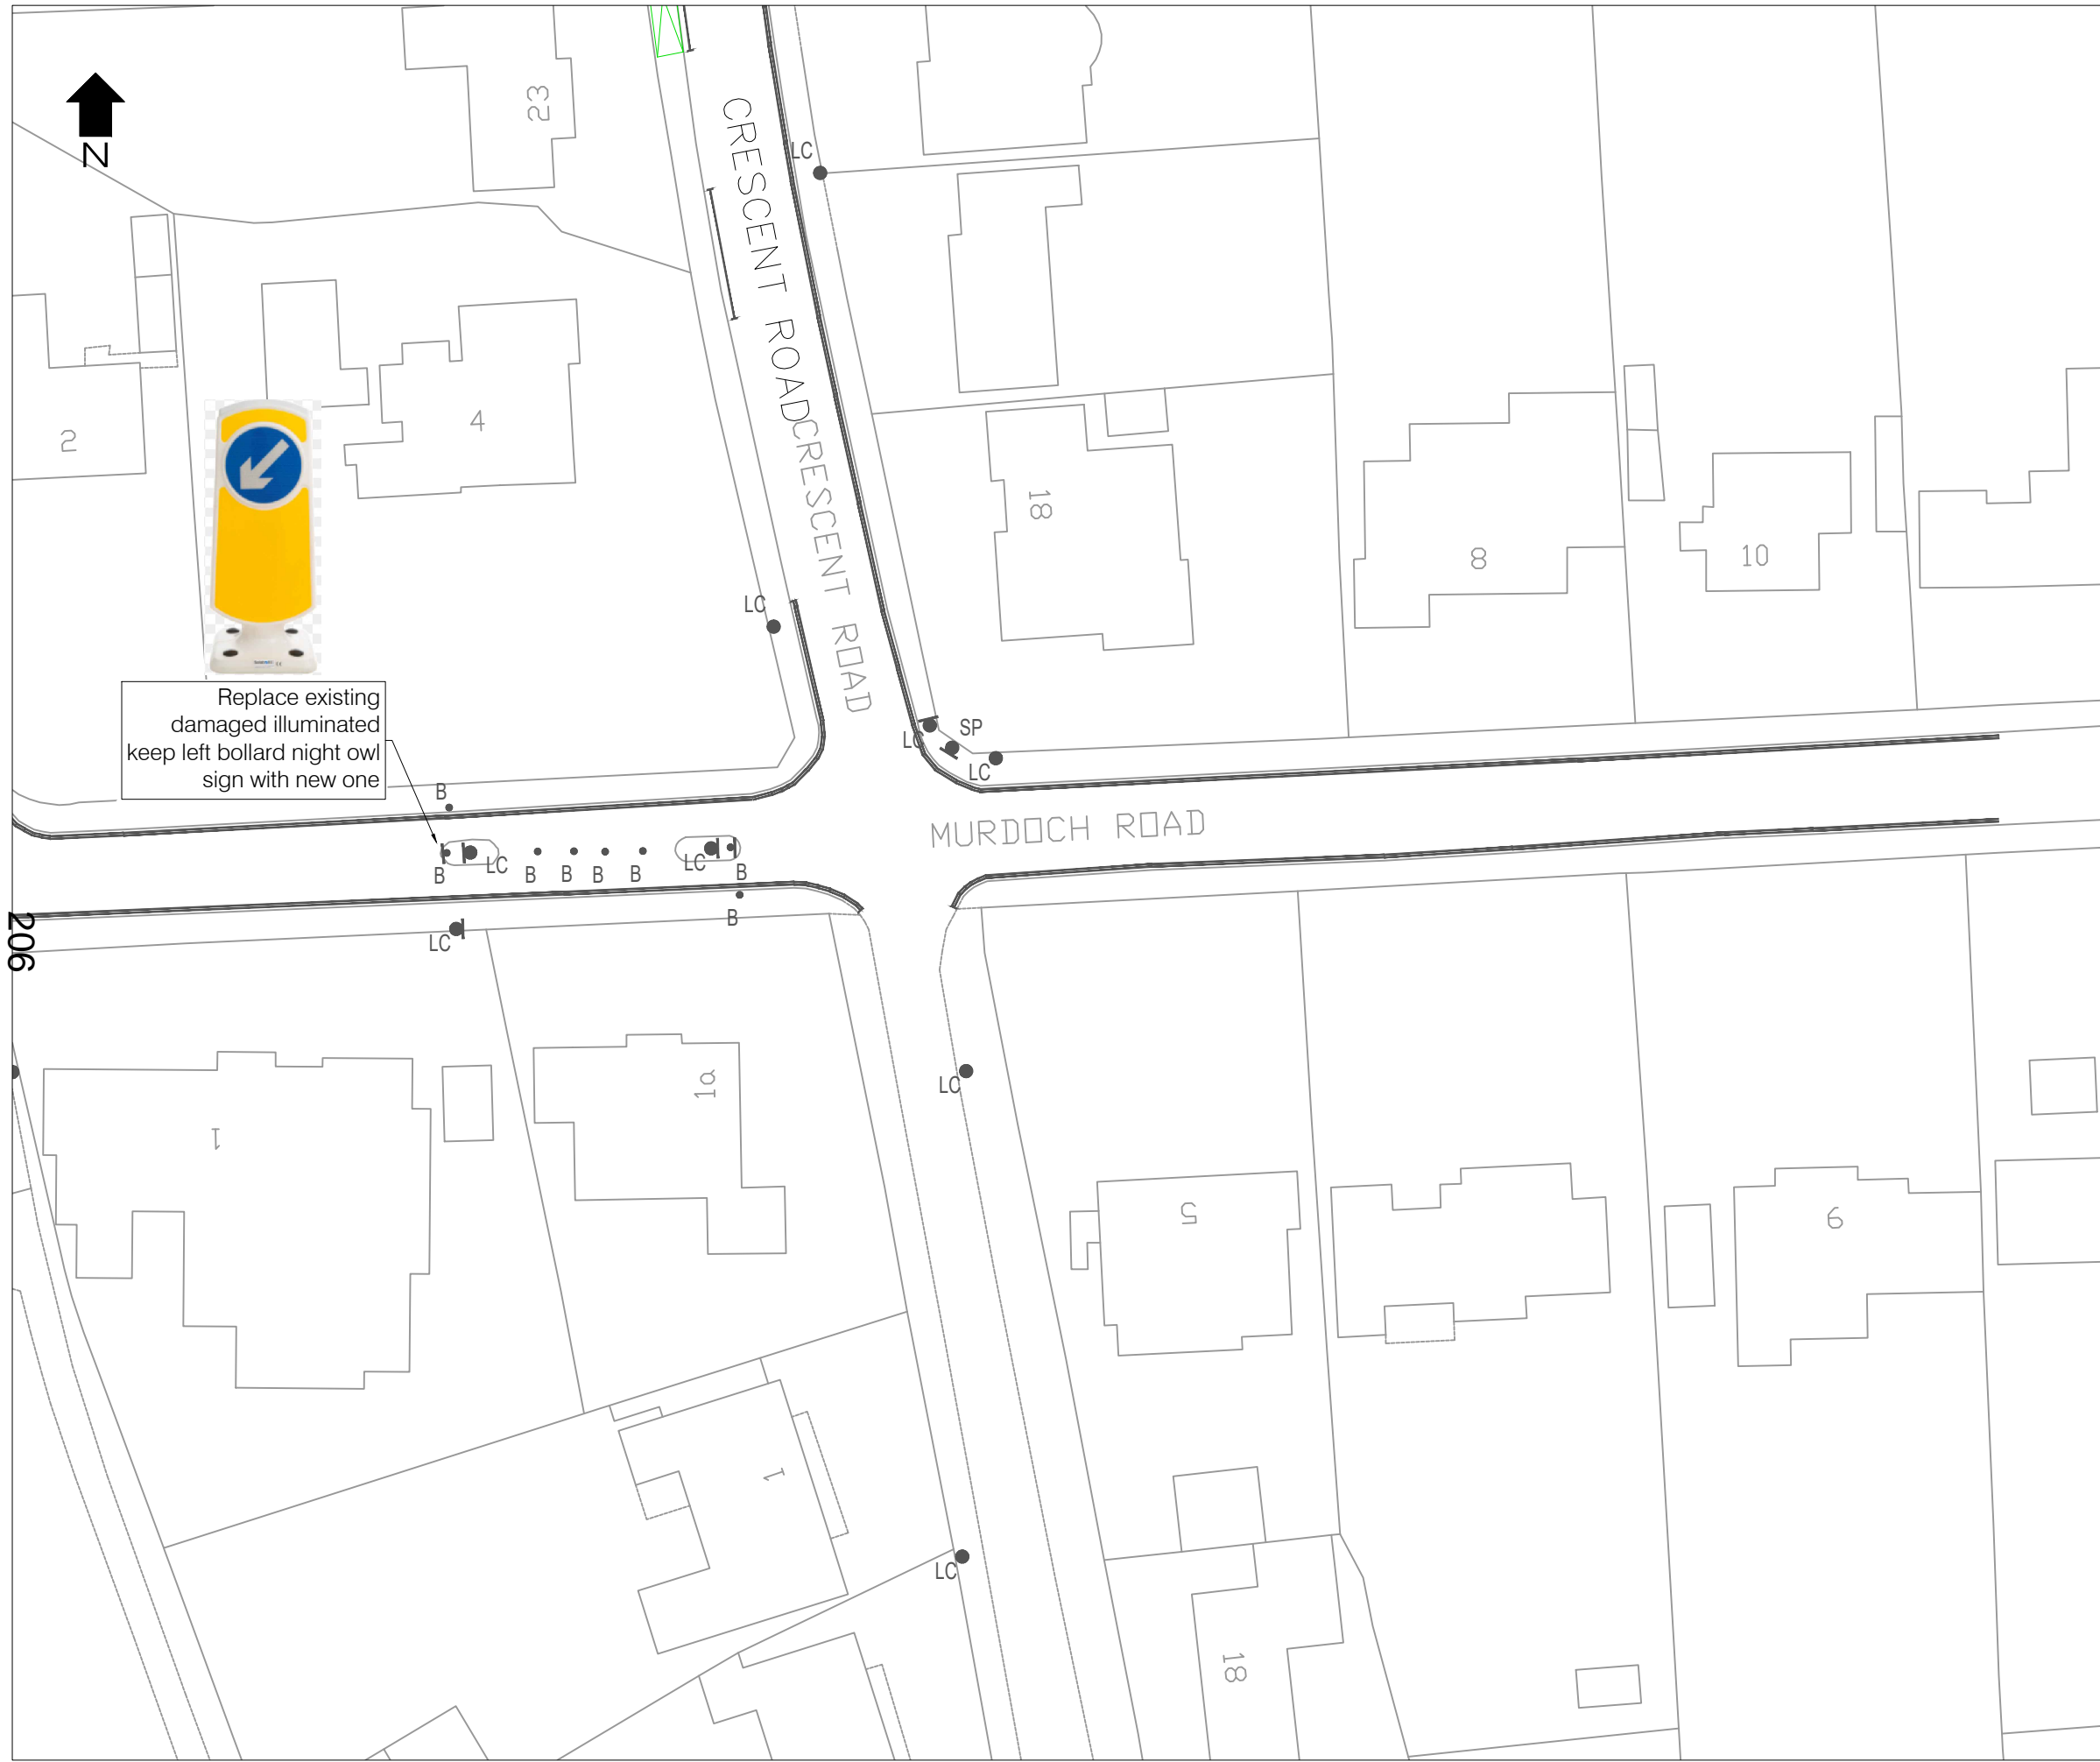 23
N
CRESCENT ROAD
LC
2
4
CRESCENT ROAD
18
8
10
LC
Replace existing
damaged illuminated
keep left bollard night owl
sign with new one
SP
LC
LC
B
MURDOCH ROAD
B
LC
B
B
B
B
LC
B
B
LC
206
1
1a
LC
5
9
1
LC
18